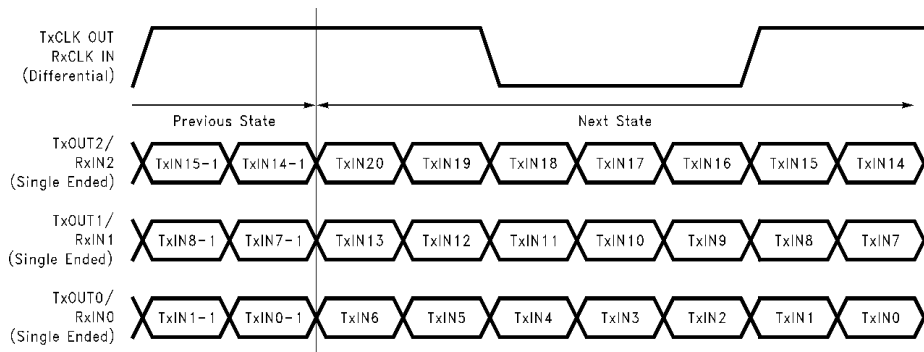 TxCLK OUT
RxCLK IN
(Differential)
Previous State
Next State
TxOUT2/
RxIN2
(Single Ended)
TxIN15-1 TxIN14-1 TxIN20 TxIN19 TxIN18 TxIN17 TxIN16 TxIN15 TxIN14
TxOUT1/
RxIN1
(Single Ended)
TxIN8-1 TxIN7-1 TxIN13 TxIN12 TxIN11 TxIN10 TxIN9 TxIN8 TxIN7
TxOUT0/
RxIN0
(Single Ended)
TxIN1-1 TxIN0-1 TxIN6 TxIN5 TxIN4 TxIN3 TxIN2 TxIN1 TxIN0